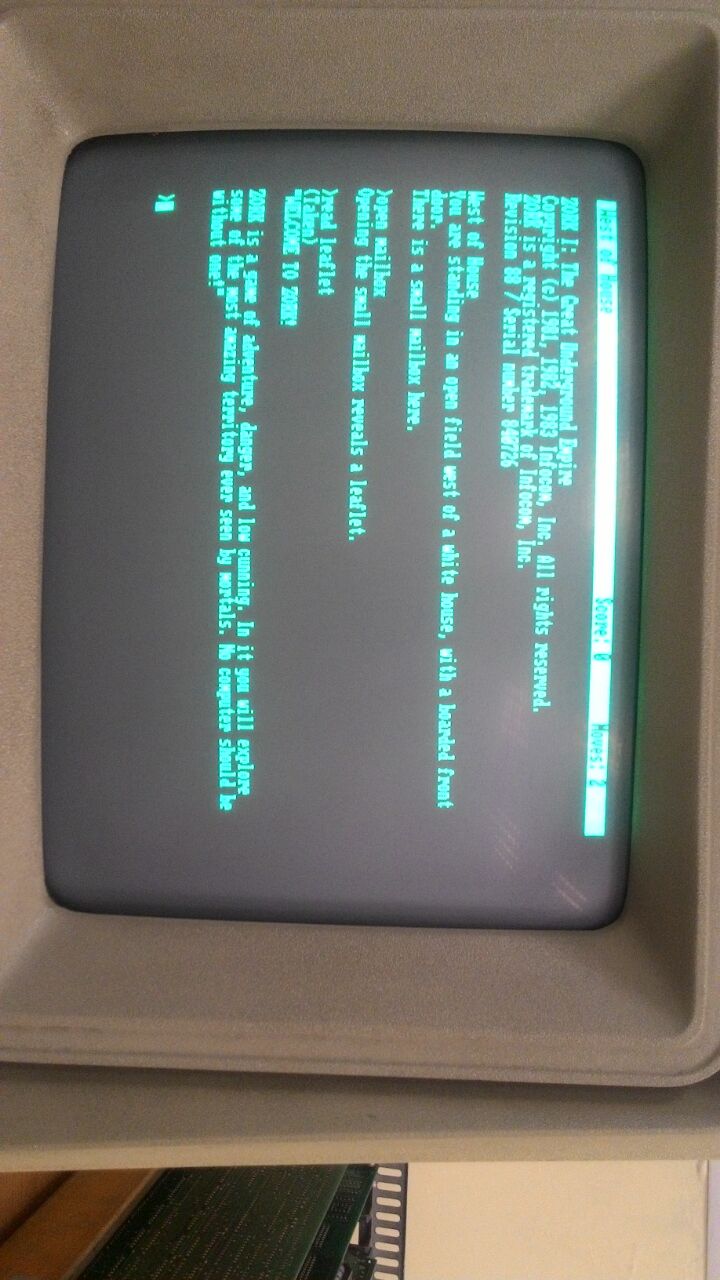 West of House Score: 0 Moves: 2
ZORK I: The Great Underground Empire
Copyright (c) 1981, 1982, 1983 Infocom, Inc. All rights reserved.
ZORK is a registered trademark of Infocom, Inc.
Revision 88 / Serial number 840726
West of House
You are standing in an open field west of a white house, with a boarded front
door.
There is a small mailbox here.
>open mailbox
Opening the small mailbox reveals a leaflet.
>read leaflet
(Taken)
"WELCOME TO ZORK!
ZORK is a game of adventure, danger, and low cunning. In it you will explore
some of the most amazing territory ever seen by mortals. No computer should be
without one!"
>